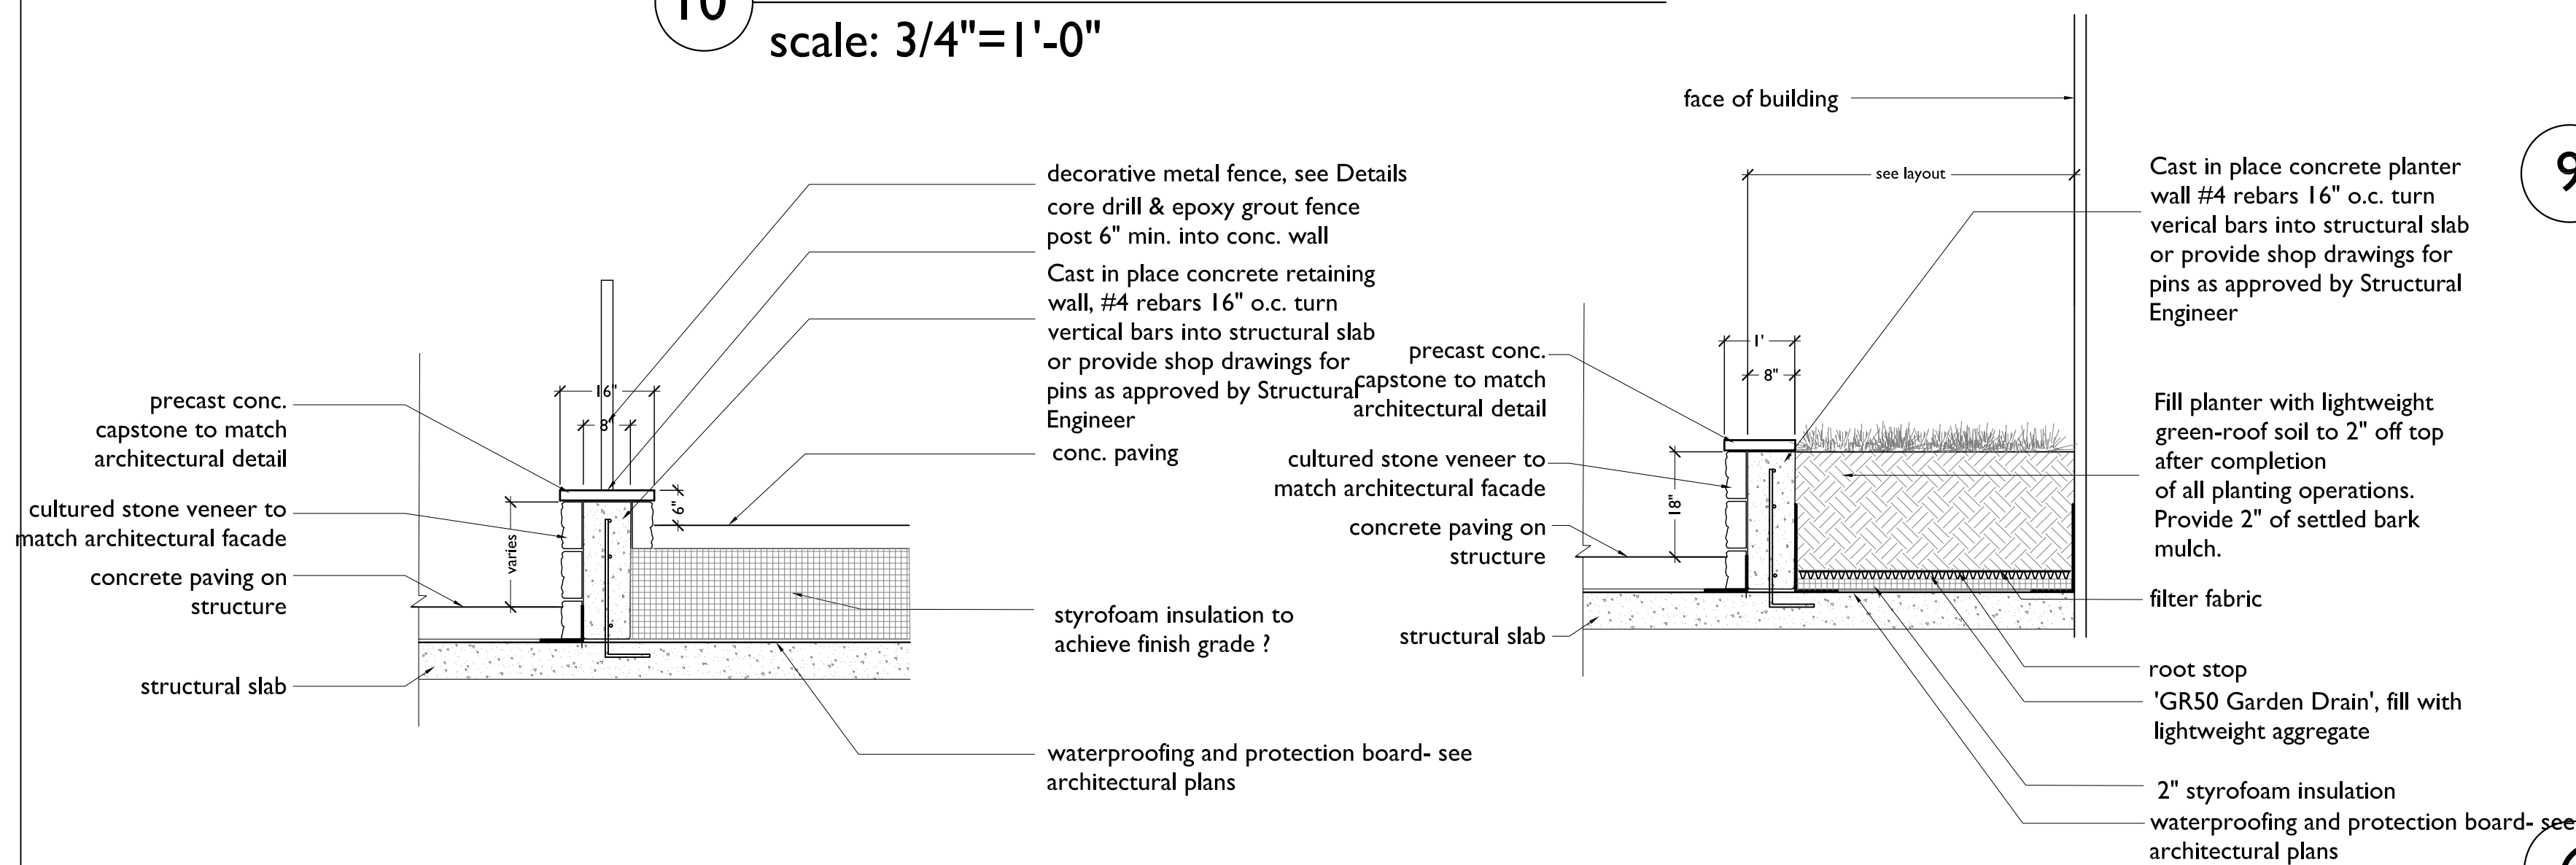 10
scale: 3/4"=1'-0"
decorative metal fence, see Details
core drill & epoxy grout fence
post 6" min. into conc. wall
Cast in place concrete retaining
wall, #4 rebars 16" o.c. turn
vertical bars into structural slab
or provide shop drawings for
pins as approved by Structural
Engineer
conc. paving
styrofoam insulation to
achieve finish grade ?
waterproofing and protection board- see
architectural plans
precast conc.
capstone to match
architectural detail
cultured stone veneer to
match architectural facade
concrete paving on
structure
structural slab
16"
8"
6"
varies
face of building
see layout
1'
8"
18"
precast conc.
capstone to match
architectural detail
cultured stone veneer to
match architectural facade
concrete paving on
structure
structural slab
Cast in place concrete planter
wall #4 rebars 16" o.c. turn
verical bars into structural slab
or provide shop drawings for
pins as approved by Structural
Engineer
Fill planter with lightweight
green-roof soil to 2" off top
after completion
of all planting operations.
Provide 2" of settled bark
mulch.
filter fabric
root stop
'GR50 Garden Drain', fill with
lightweight aggregate
2" styrofoam insulation
waterproofing and protection board- see
architectural plans
9